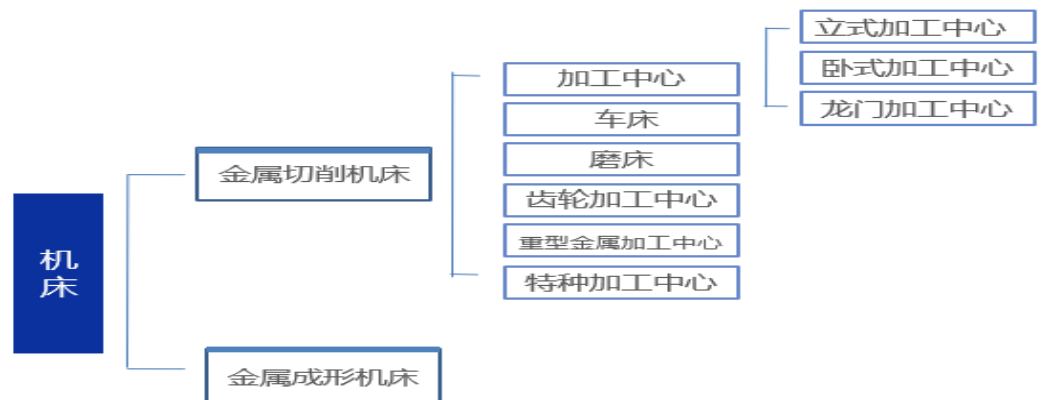 机
床
金属切削机床
金属成形机床
加工中心
车床
磨床
齿轮加工中心
重型金属加工中心
特种加工中心
立式加工中心
卧式加工中心
龙门加工中心